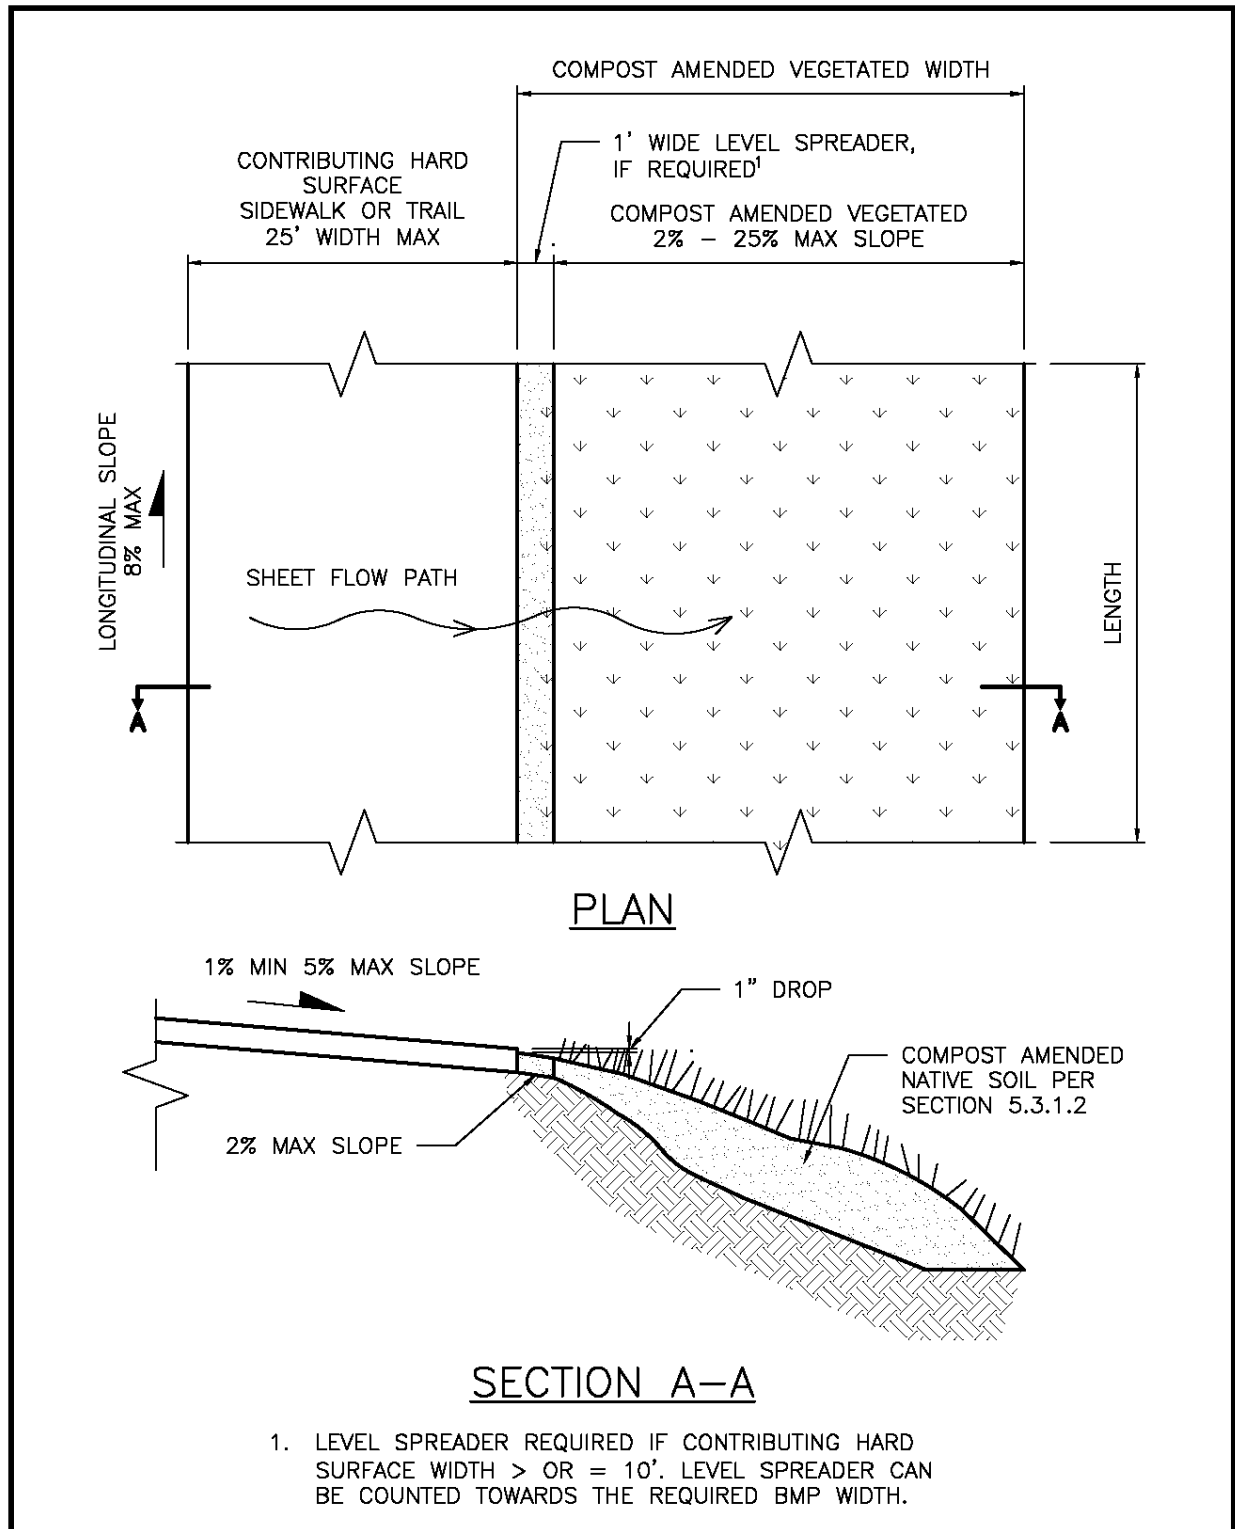 COMPOST AMENDED VEGETATED WIDTH
1' WIDE LEVEL SPREADER,
IF REQUIRED¹
CONTRIBUTING HARD
SURFACE
SIDEWALK OR TRAIL
25' WIDTH MAX
COMPOST AMENDED VEGETATED
2% – 25% MAX SLOPE
LONGITUDINAL SLOPE
8% MAX
SHEET FLOW PATH
LENGTH
A
A
PLAN
1% MIN 5% MAX SLOPE
1" DROP
COMPOST AMENDED
NATIVE SOIL PER
SECTION 5.3.1.2
2% MAX SLOPE
SECTION A–A
1. LEVEL SPREADER REQUIRED IF CONTRIBUTING HARD
SURFACE WIDTH > OR = 10'. LEVEL SPREADER CAN
BE COUNTED TOWARDS THE REQUIRED BMP WIDTH.